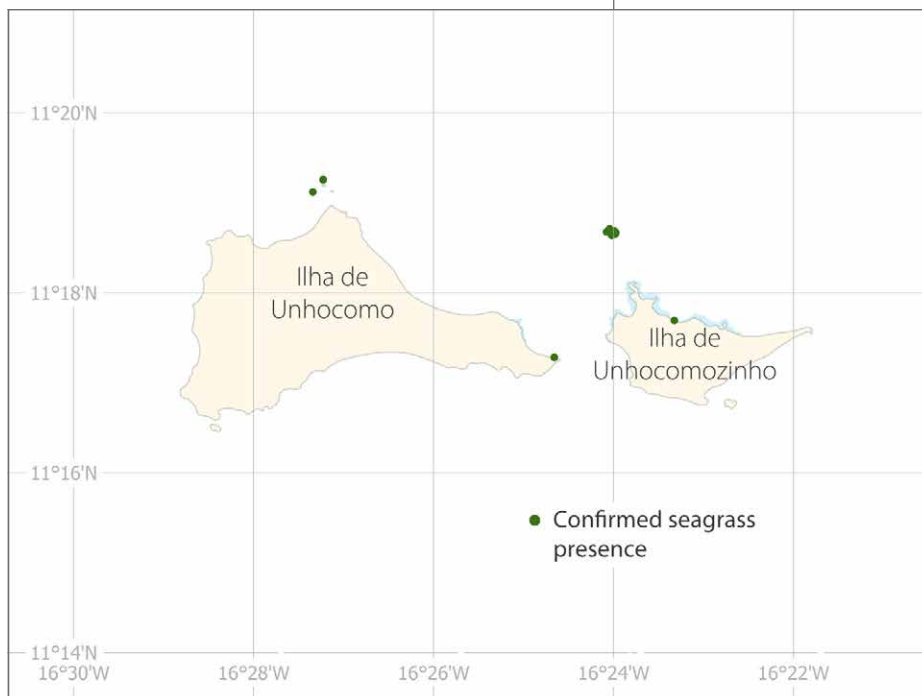 11°20'N
Ilha de
Unhocomo
11°18'N
Ilha de
Unhocomozinho
11°16'N
Confirmed seagrass
presence
11°14'N
16°30'W
16°28'W
16°26'W
16°24'W
16°22'W